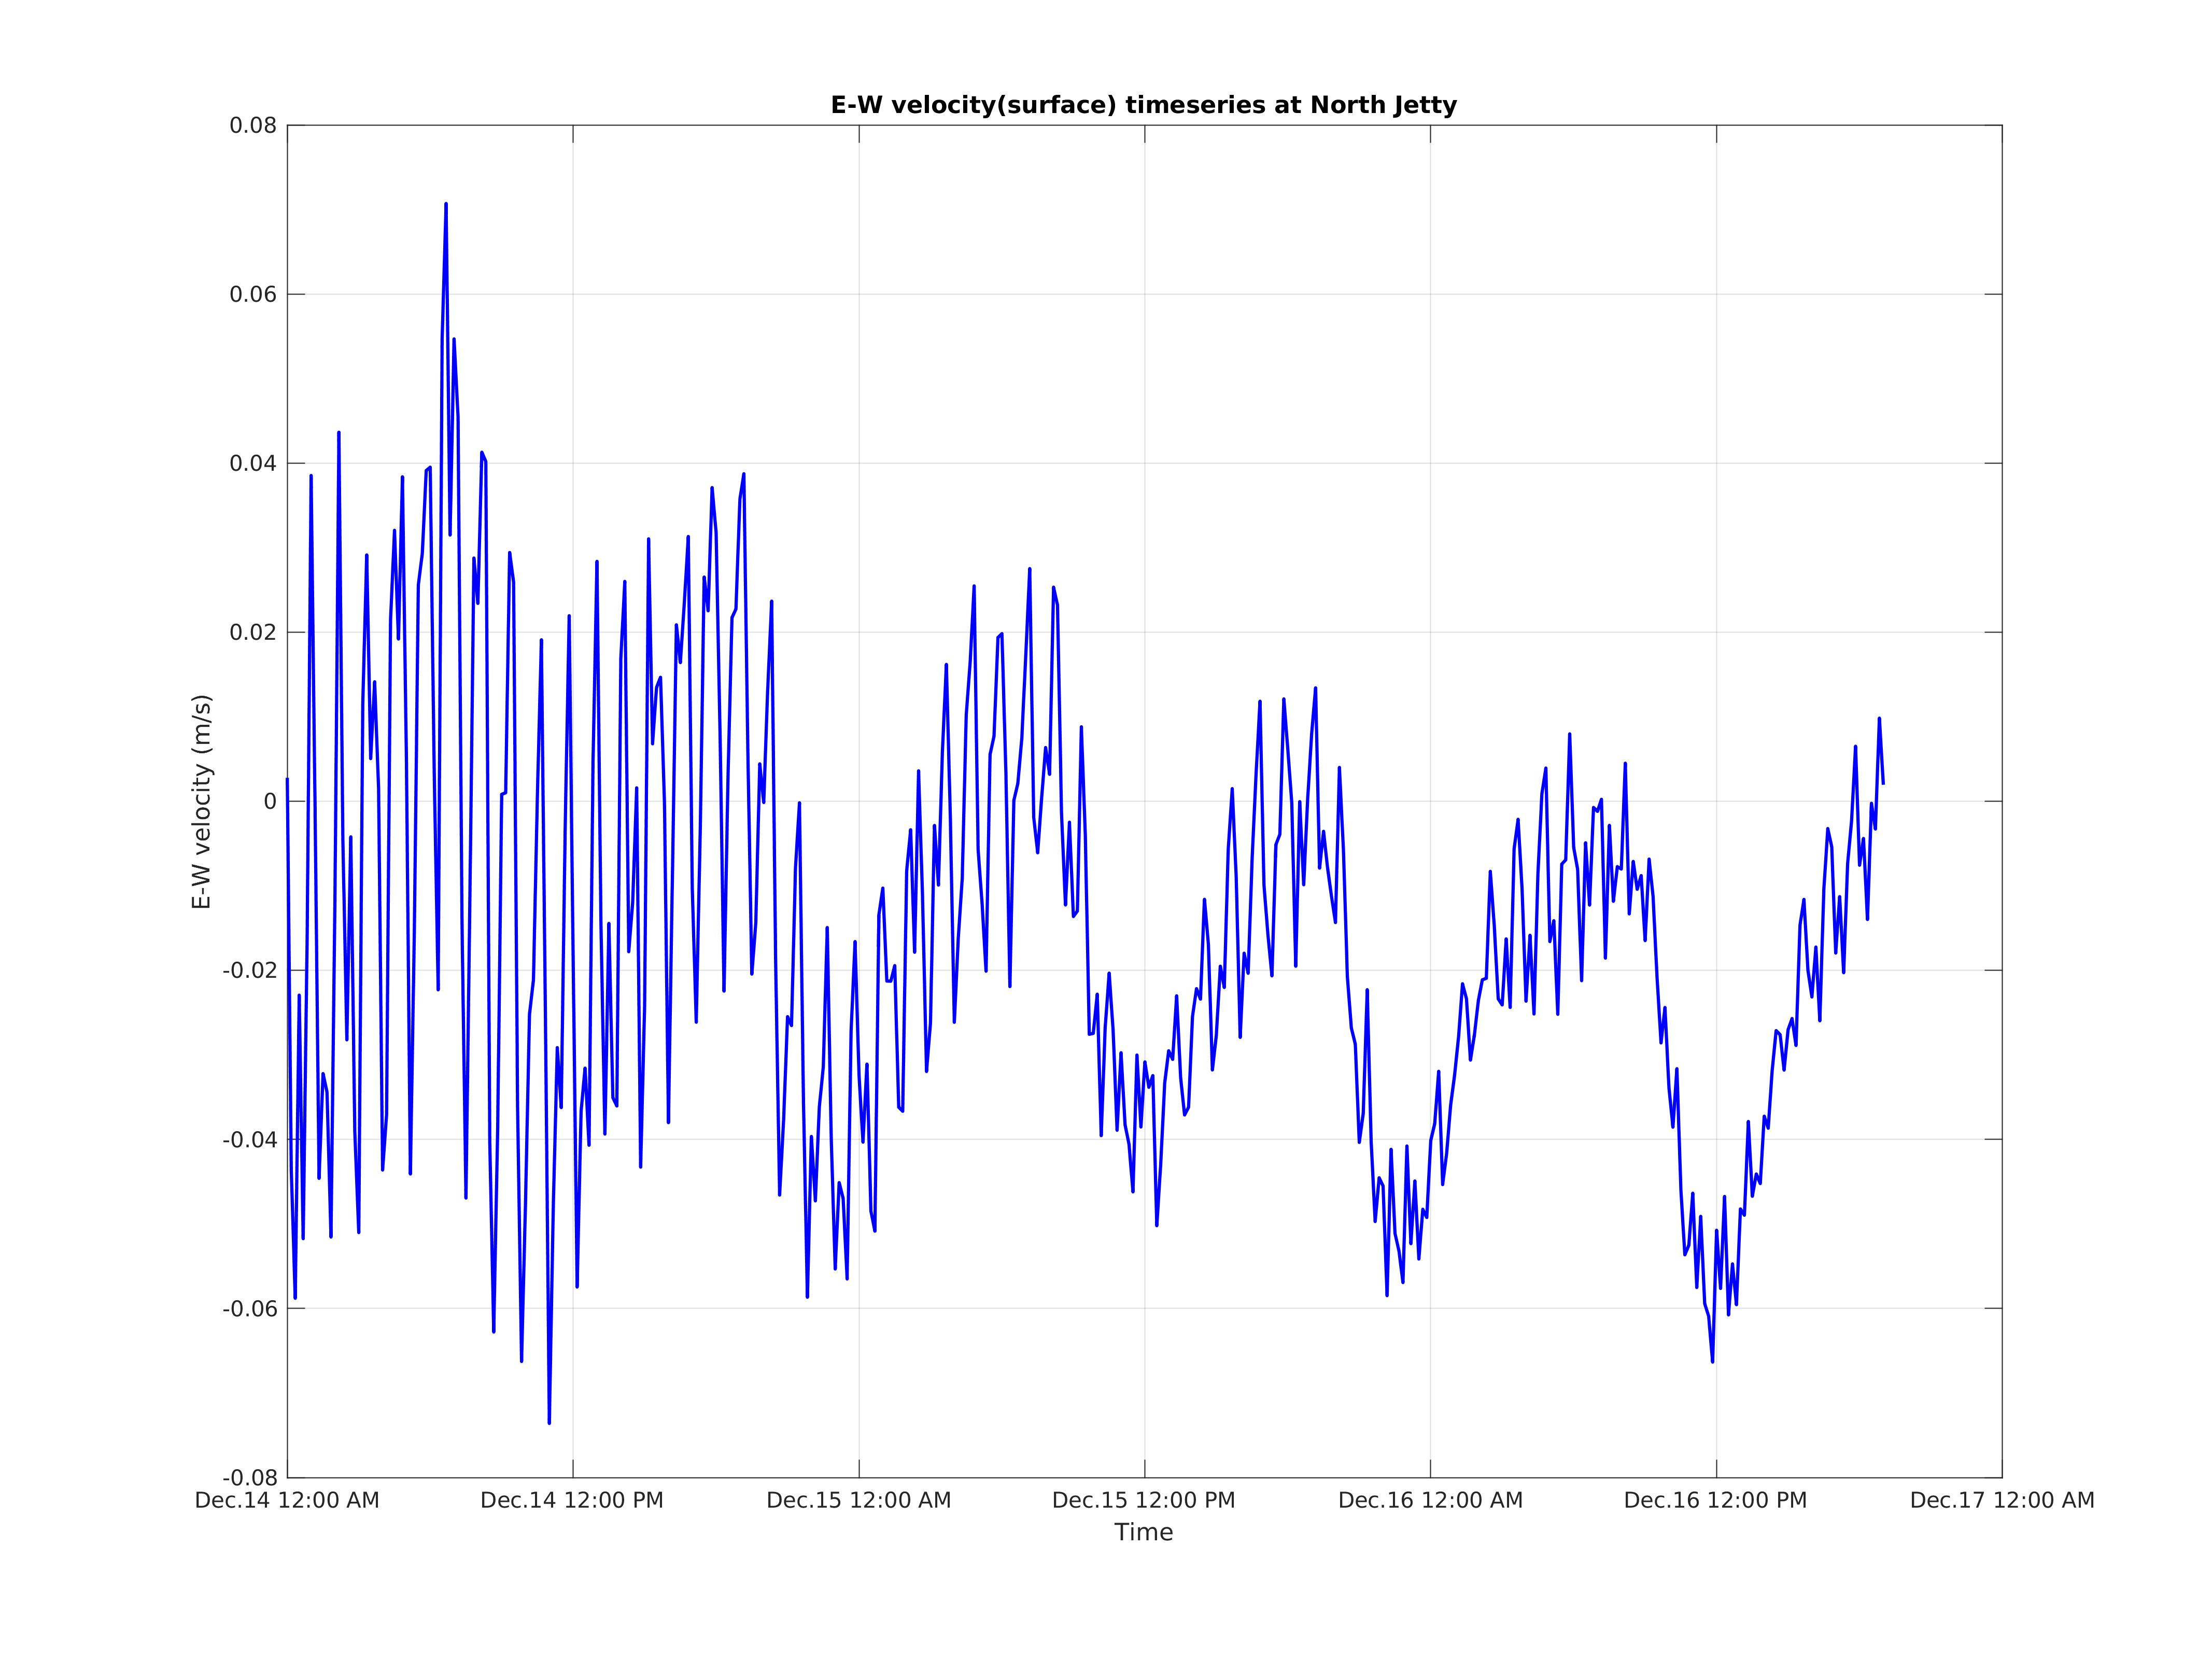 E-W velocity(surface) timeseries at North Jetty
0.08
0.06
0.04
0.02
0
-0.02
-0.04
-0.06
-0.08
E-W velocity (m/s)
Dec.14 12:00 AM Dec.14 12:00 PM Dec.15 12:00 AM Dec.15 12:00 PM Dec.16 12:00 AM Dec.16 12:00 PM Dec.17 12:00 AM
Time